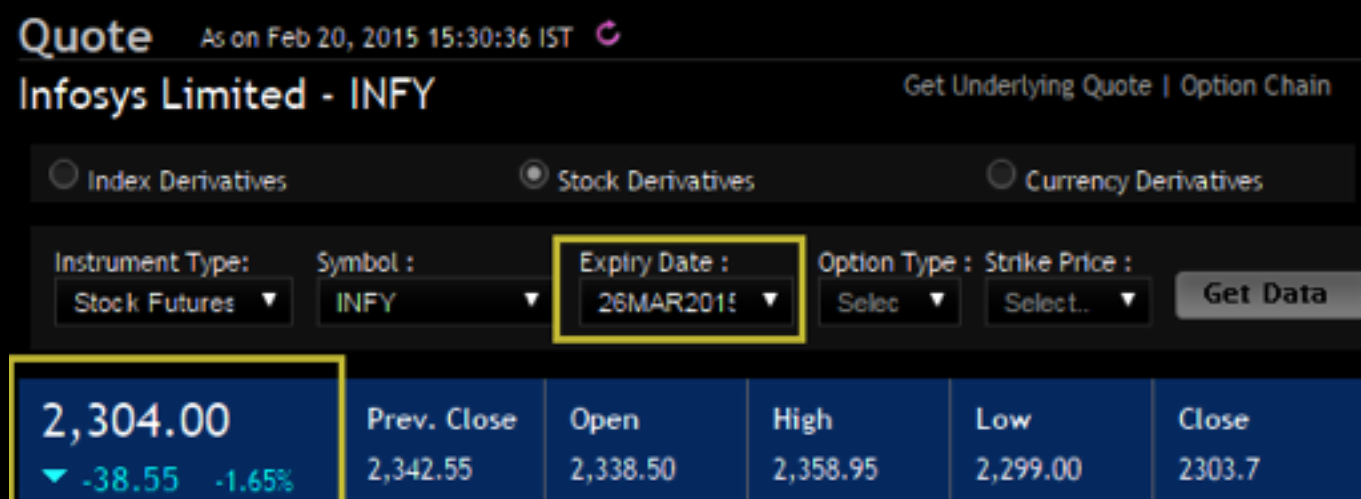 Quote As on Feb 20, 2015 15:30:36 IST
Infosys Limited - INFY
Get Underlying Quote | Option Chain
Index Derivatives Stock Derivatives Currency Derivatives
Instrument Type: Symbol : Expiry Date : Option Type : Strike Price :
Stock Futures INFY 26MAR2015 Selec Select.. Get Data
2,304.00 Prev. Close Open High Low Close
-38.55 -1.65% 2,342.55 2,338.50 2,358.95 2,299.00 2303.7